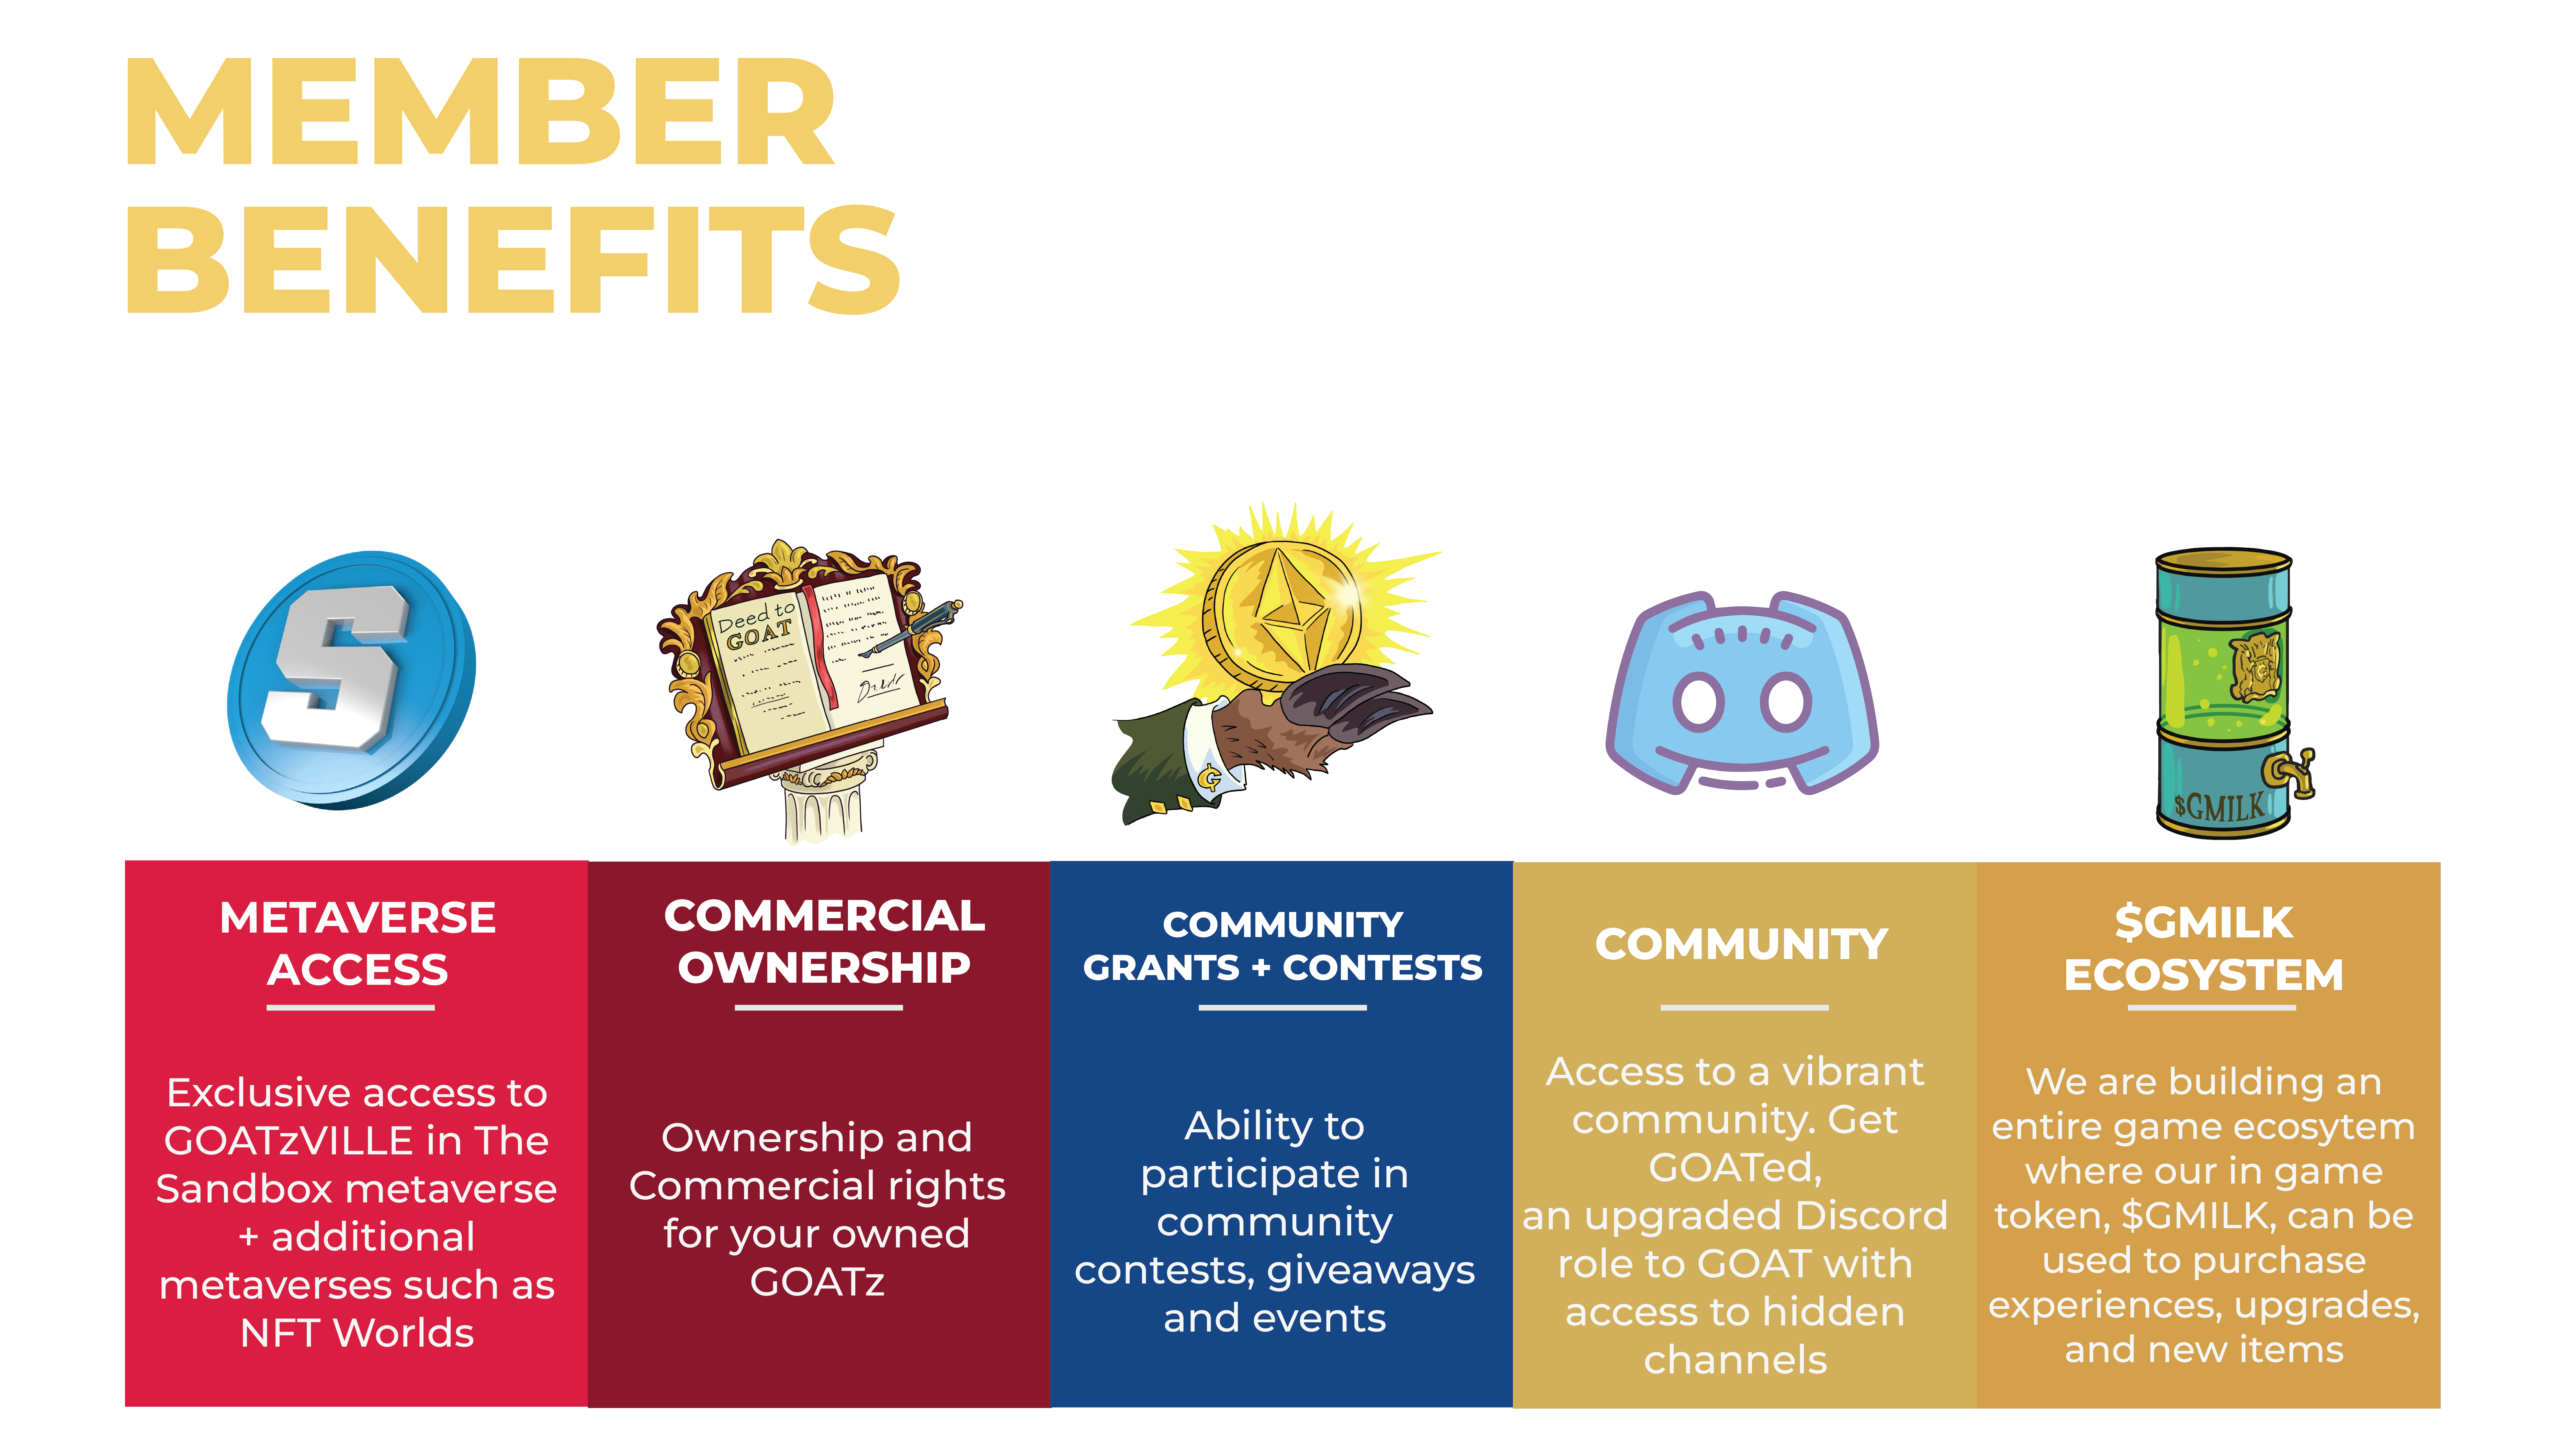 MEMBER
BENEFITS
S
Deed to
GOAT
G
$GMILK
METAVERSE
ACCESS
Exclusive access to
GOATzVILLE in The
Sandbox metaverse
+ additional
metaverses such as
NFT Worlds
COMMERCIAL
OWNERSHIP
Ownership and
Commercial rights
for your owned
GOATz
COMMUNITY
GRANTS + CONTESTS
Ability to
participate in
community
contests, giveaways
and events
COMMUNITY
Access to a vibrant
community. Get
GOATed,
an upgraded Discord
role to GOAT with
access to hidden
channels
$GMILK
ECOSYSTEM
We are building an
entire game ecosytem
where our in game
token, $GMILK, can be
used to purchase
experiences, upgrades,
and new items